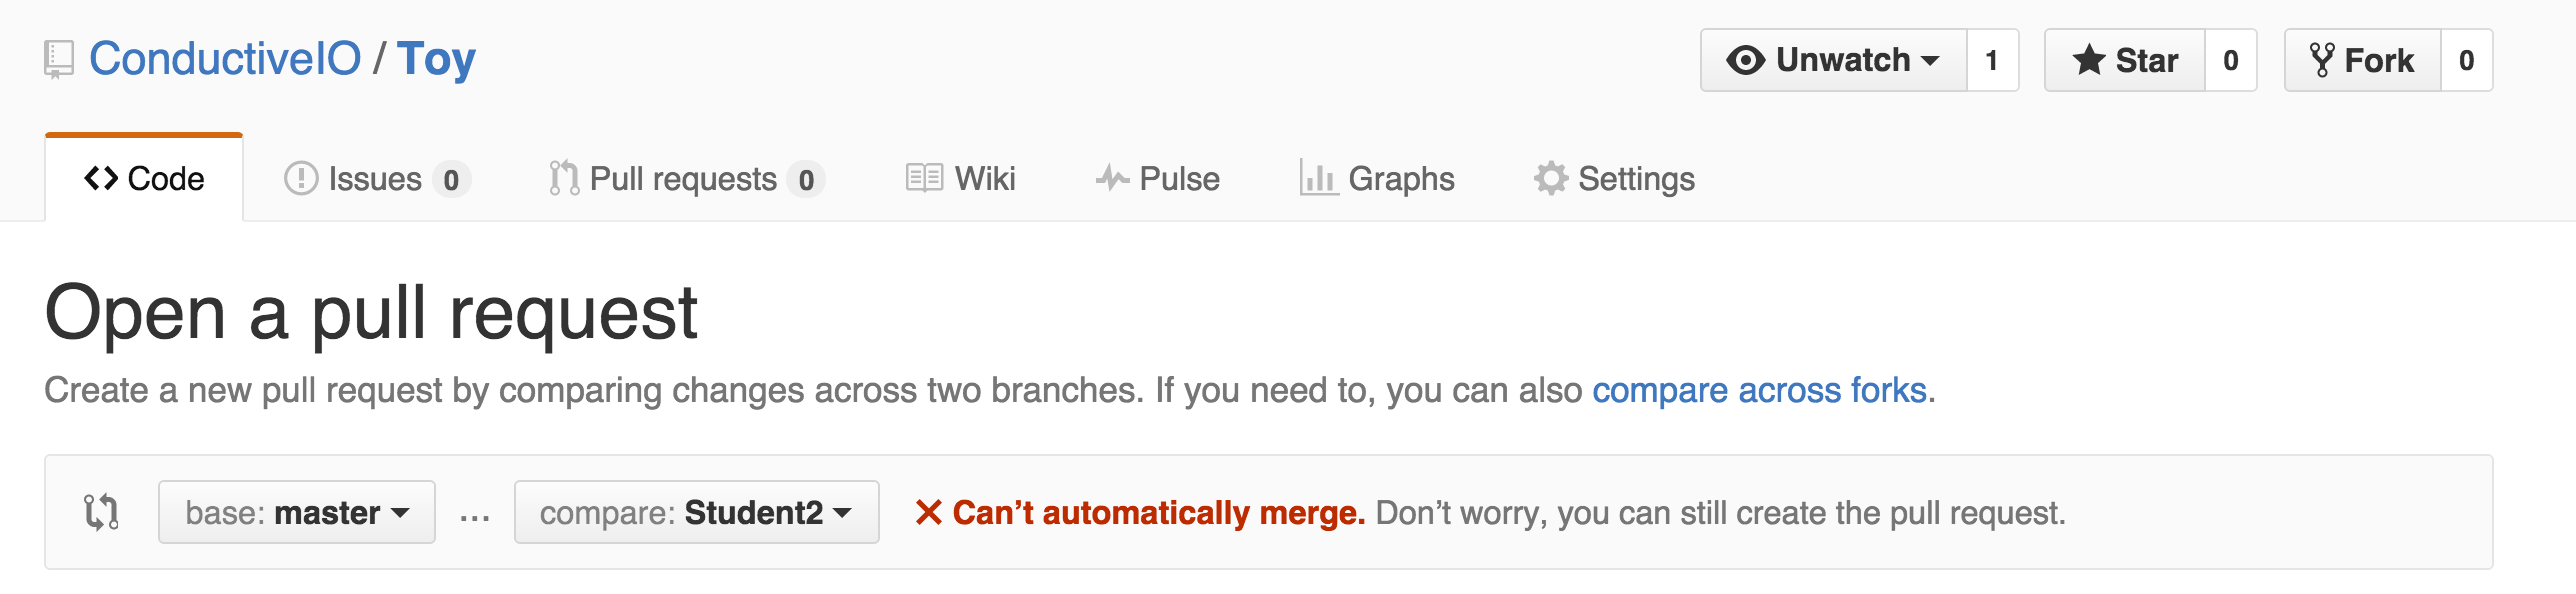 ConductiveIO / Toy
Unwatch 1 Star 0 Fork 0
Code Issues 0 Pull requests 0 Wiki Pulse Graphs Settings
Open a pull request
Create a new pull request by comparing changes across two branches. If you need to, you can also compare across forks.
base: master ... compare: Student2 Can’t automatically merge. Don’t worry, you can still create the pull request.